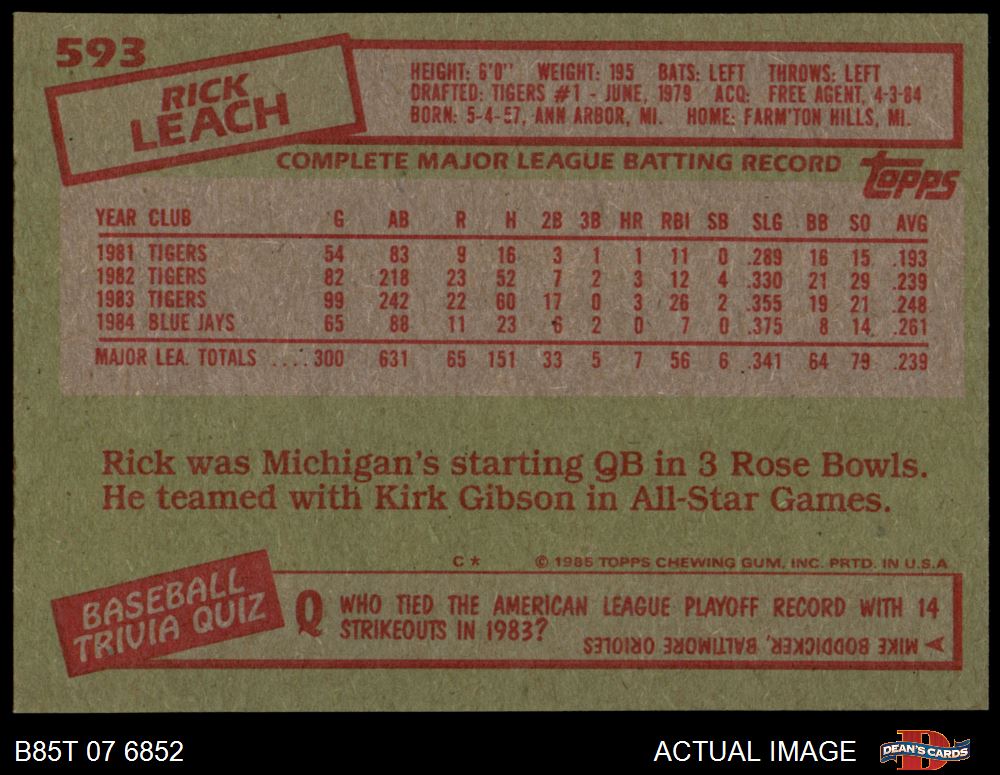 593
RICK
LEACH
HEIGHT: 6'0" WEIGHT: 195 BATS: LEFT THROWS: LEFT
DRAFTED: TIGERS #1 - JUNE, 1979 ACQ: FREE AGENT, 4-3-84
BORN: 5-4-57, ANN ARBOR, MI. HOME: FARM'TON HILLS, MI.
COMPLETE MAJOR LEAGUE BATTING RECORD
TOPPS
YEAR CLUB G AB R H 2B 3B HR RBI SB SLG BB SO AVG
1981 TIGERS 54 83 9 16 3 1 1 11 0 .289 16 15 .193
1982 TIGERS 82 218 23 52 7 2 3 12 4 .330 21 29 .239
1983 TIGERS 99 242 22 60 17 0 3 26 2 .355 19 21 .248
1984 BLUE JAYS 65 88 11 23 6 2 0 7 0 .375 8 14 .261
MAJOR LEA. TOTALS .... 300 631 65 151 33 5 7 56 6 .341 64 79 .239
Rick was Michigan's starting QB in 3 Rose Bowls.
He teamed with Kirk Gibson in All-Star Games.
C* © 1985 TOPPS CHEWING GUM, INC. PRTD. IN U.S.A.
BASEBALL
TRIVIA QUIZ
Q WHO TIED THE AMERICAN LEAGUE PLAYOFF RECORD WITH 14
STRIKEOUTS IN 1983?
A MIKE BODDICKER, BALTIMORE ORIOLES
B85T 07 6852 ACTUAL IMAGE D DEAN'S CARDS